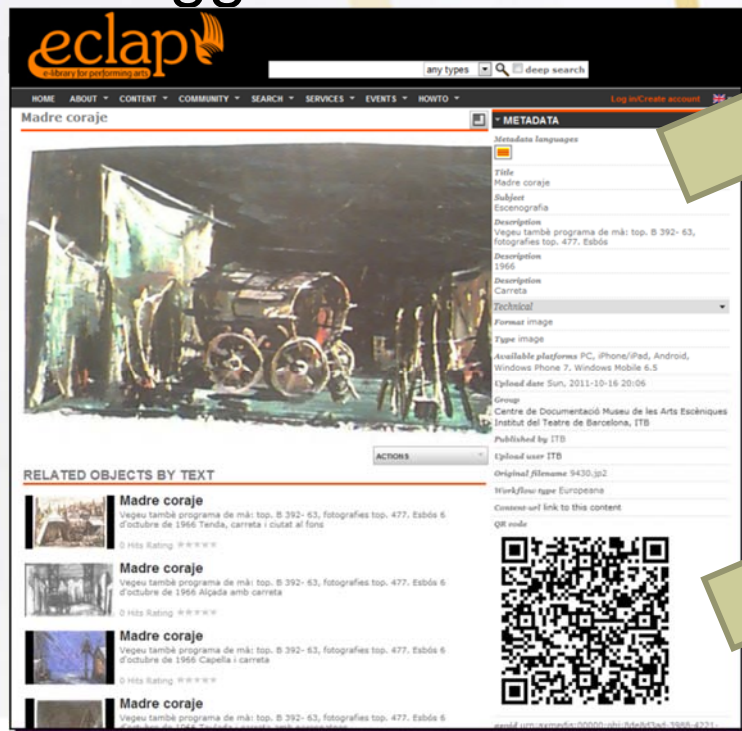 eclap
e-library for performing arts
any types
deep search
HOME ABOUT CONTENT COMMUNITY SEARCH SERVICES EVENTS HOWTO
Log in/Create account
Madre coraje
METADATA
Metadata languages
Title
Madre coraje
Subject
Escenografia
Description
Vegeu també programa de mà: top. B 392- 63,
fotografies top. 477. Esbós
Description
1966
Description
Carreta
Technical
Format image
Type image
Available platforms PC, iPhone/iPad, Android,
Windows Phone 7, Windows Mobile 6.5
Upload date Sun, 2011-10-16 20:06
Group
Centre de Documentació Museu de les Arts Escèniques
Institut del Teatre de Barcelona, ITB
Published by ITB
Upload user ITB
Original filename 9430.jp2
Workflow type Europeana
Content-url link to this content
QR code
ACTIONS
RELATED OBJECTS BY TEXT
Madre coraje
Vegeu també programa de mà: top. B 392- 63, fotografies top. 477. Esbós 6
d'octubre de 1966 Tenda, carreta i ciutat al fons
0 Hits Rating
Madre coraje
Vegeu també programa de mà: top. B 392- 63, fotografies top. 477. Esbós 6
d'octubre de 1966 Alçada amb carreta
0 Hits Rating
Madre coraje
Vegeu també programa de mà: top. B 392- 63, fotografies top. 477. Esbós 6
d'octubre de 1966 Capella i carreta
0 Hits Rating
Madre coraje
Vegeu també programa de mà: top. B 392- 63, fotografies top. 477. Esbós 6